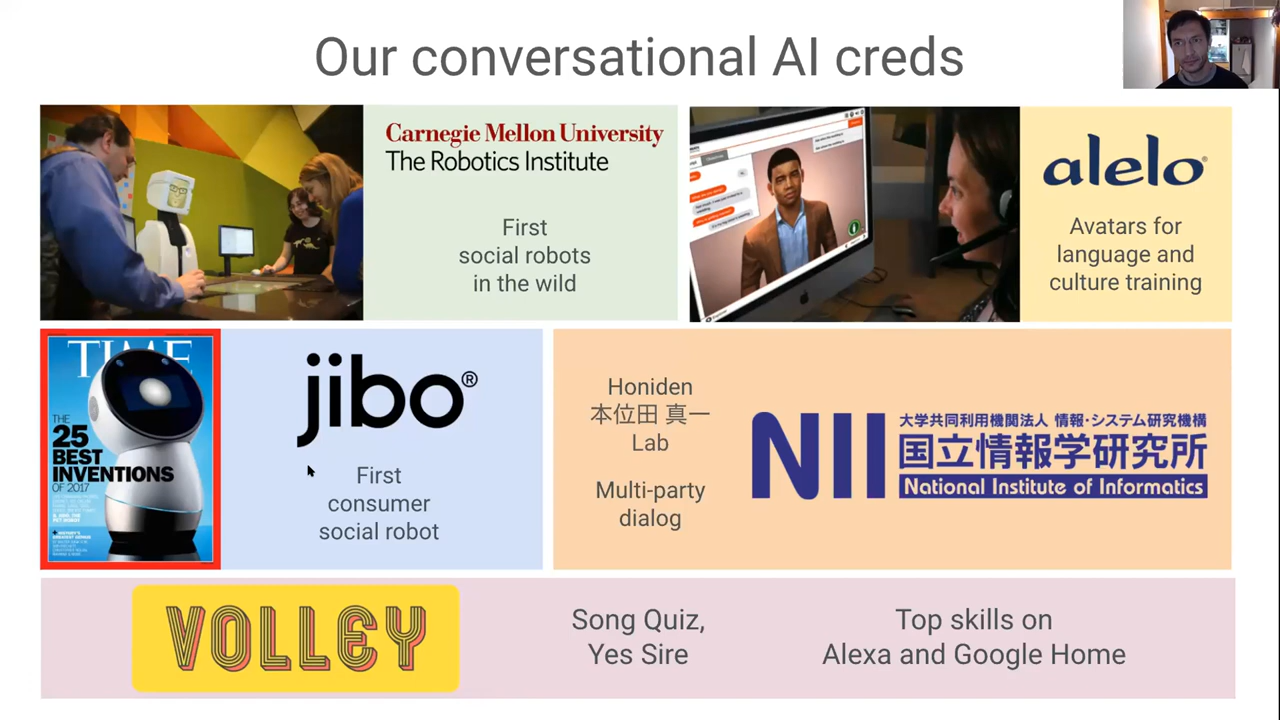 Our conversational AI creds
Carnegie Mellon University
The Robotics Institute
First
social robots
in the wild
alelo®
Avatars for
language and
culture training
TIME
THE
25
BEST
INVENTIONS
OF 2017
jibo®
First
consumer
social robot
Honiden
本位田 真一
Lab
Multi-party
dialog
NII
大学共同利用機関法人 情報・システム研究機構
国立情報学研究所
National Institute of Informatics
VOLLEY
Song Quiz,
Yes Sire
Top skills on
Alexa and Google Home